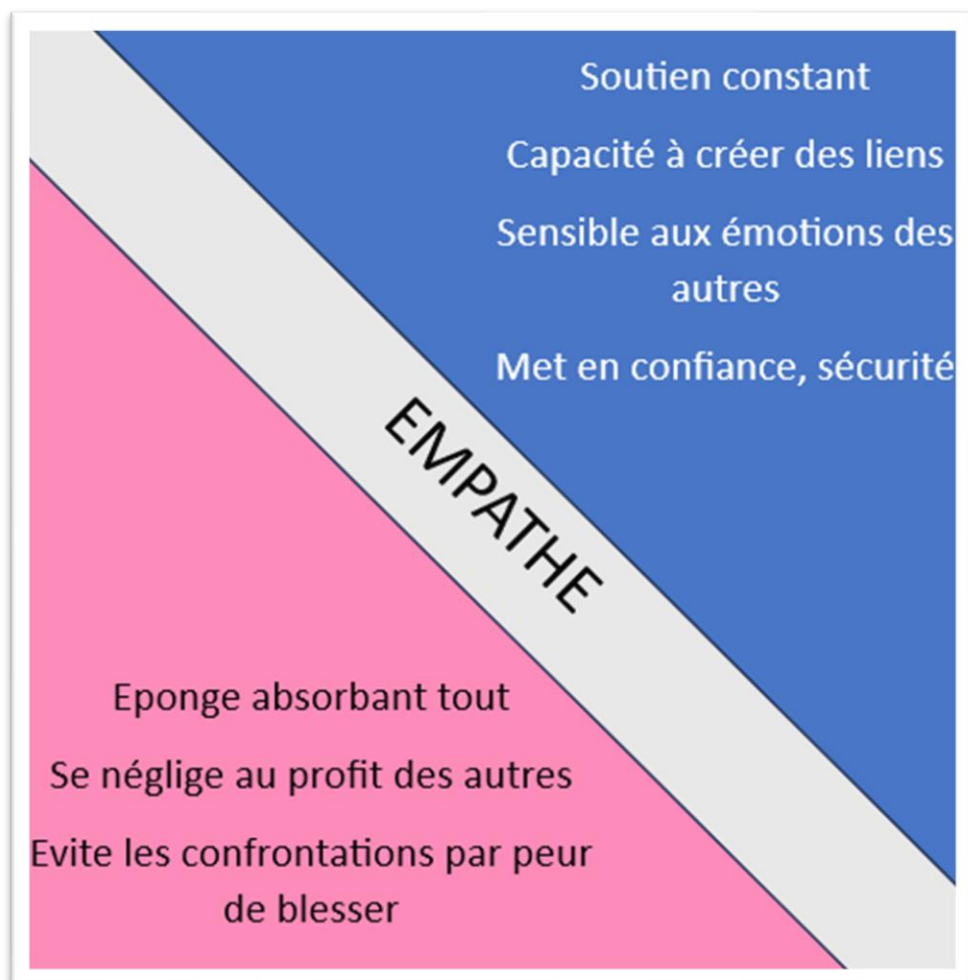 Soutien constant
Capacité à créer des liens
Sensible aux émotions des
autres
Met en confiance, sécurité
EMPATHE
Eponge absorbant tout
Se néglige au profit des autres
Evite les confrontations par peur
de blesser